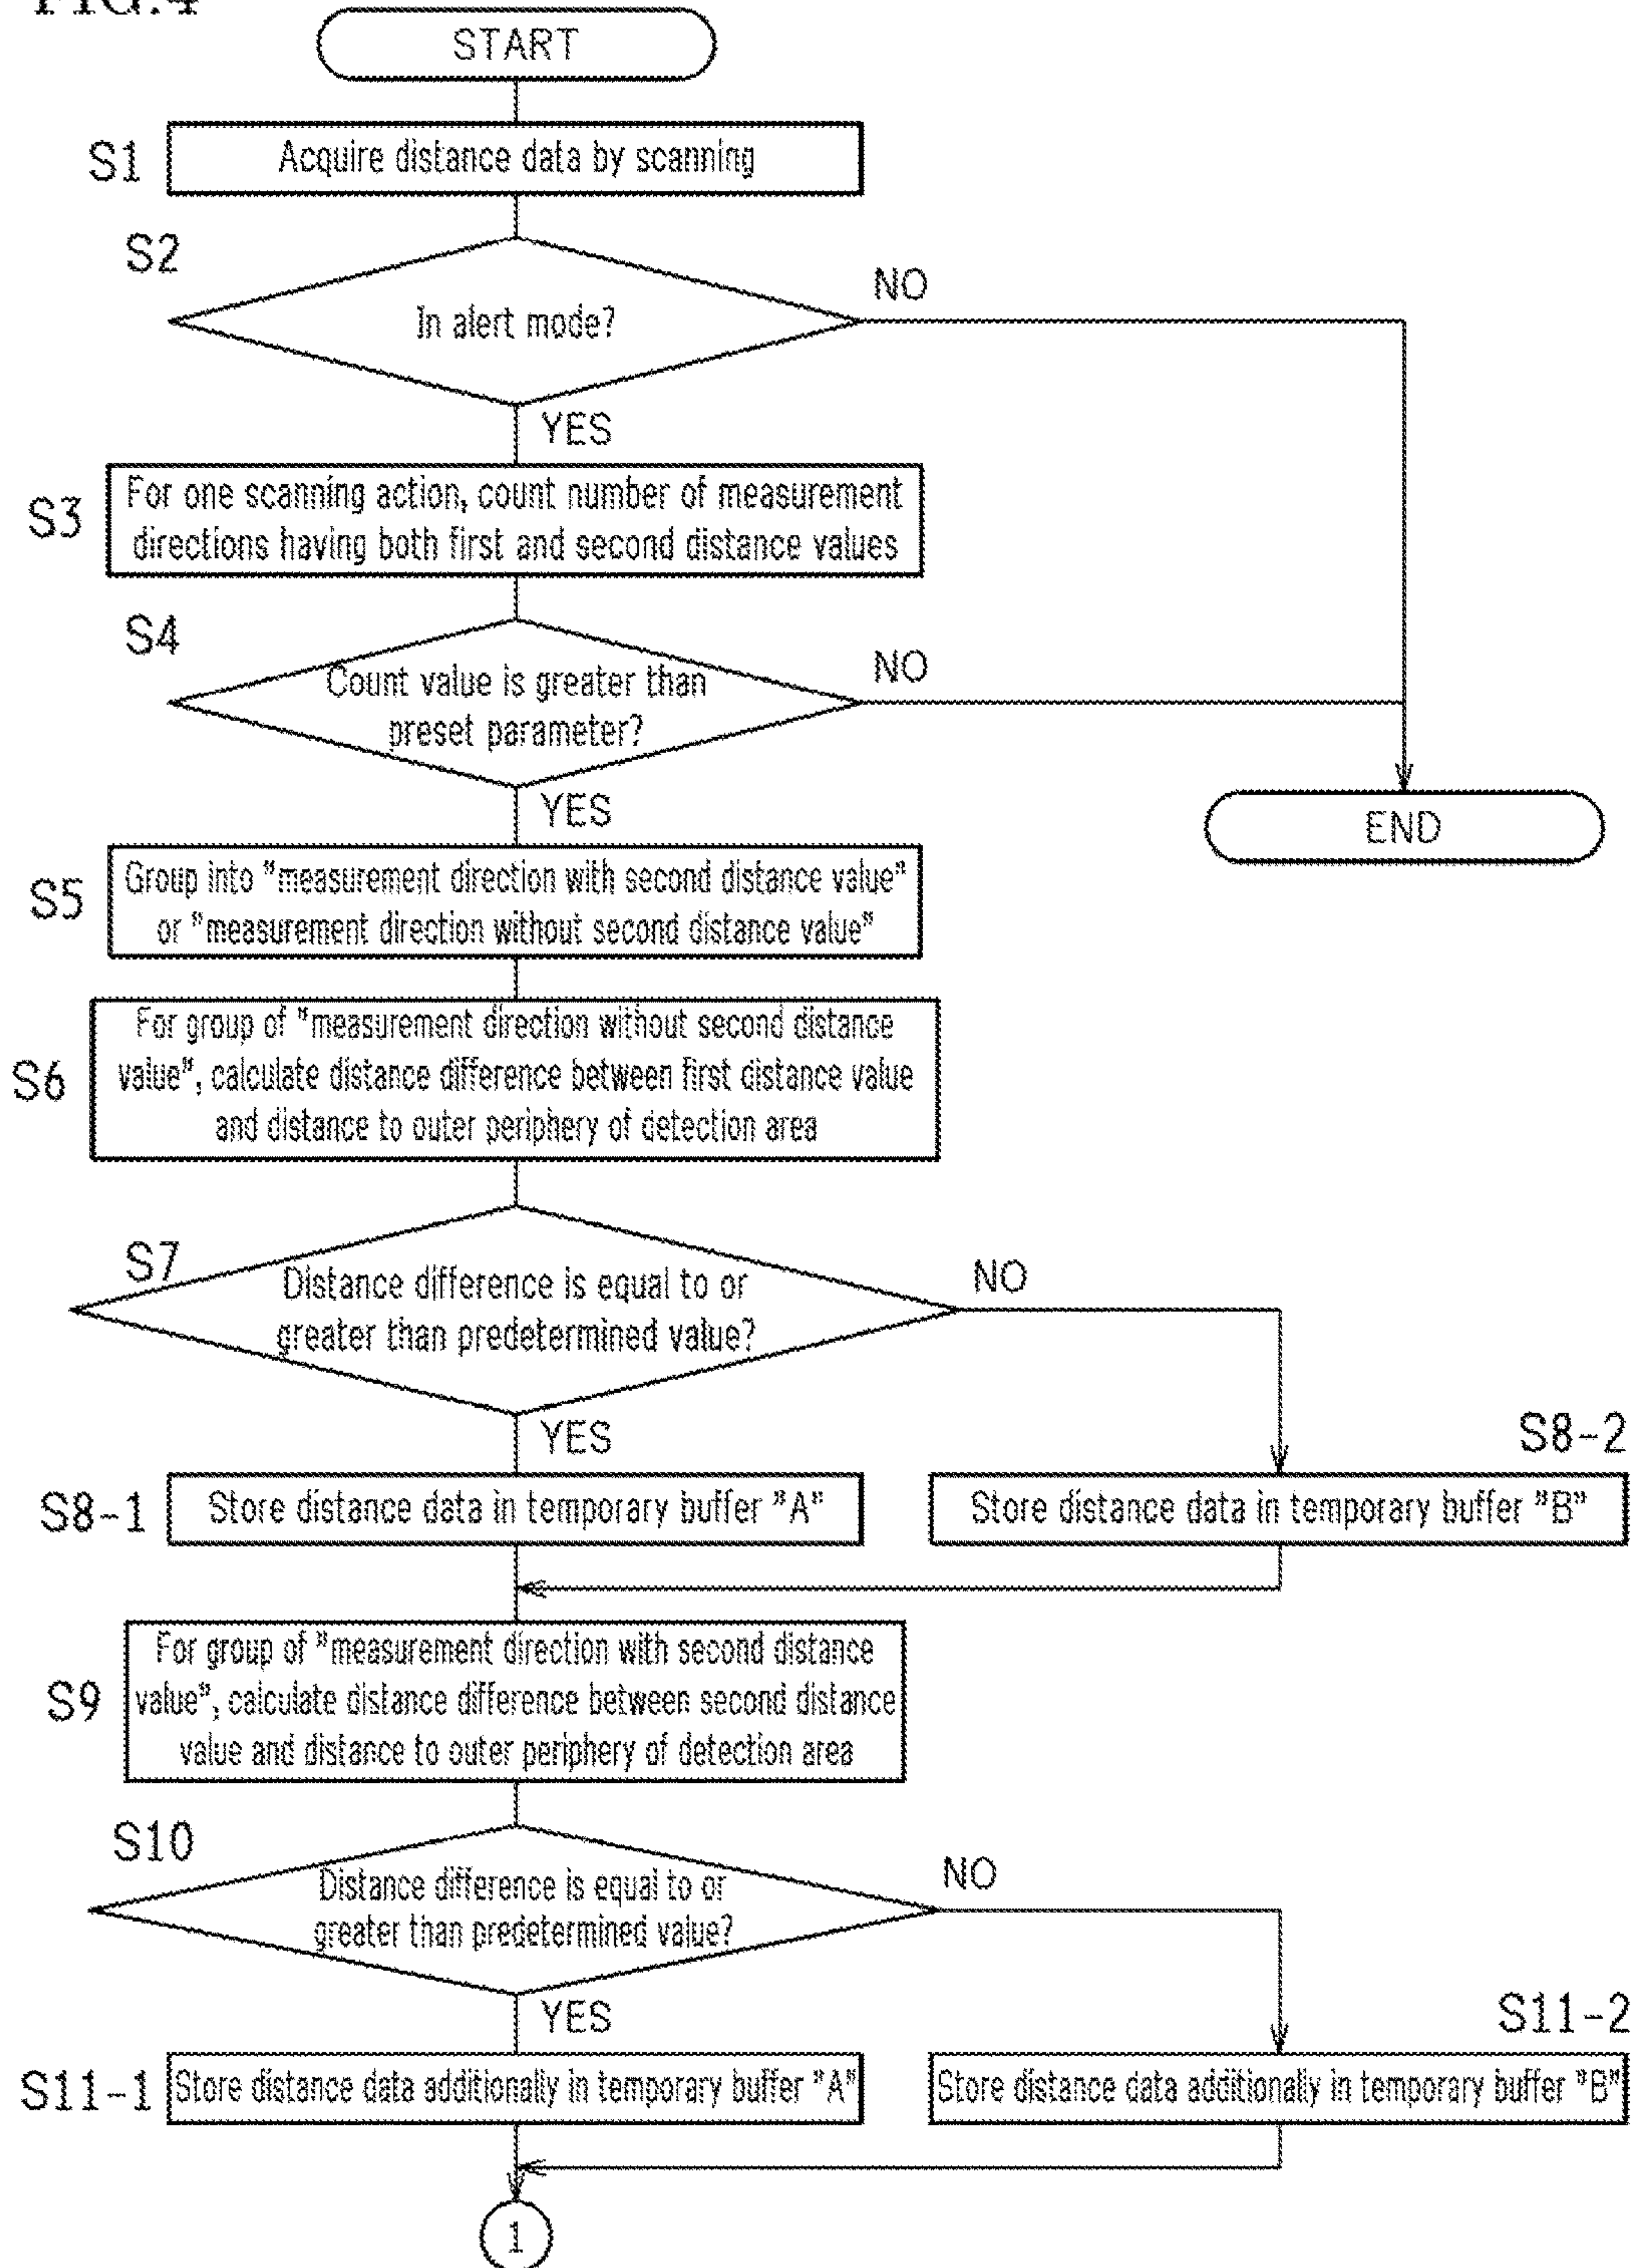 FIG.4
START
S1
Acquire distance data by scanning
S2
In alert mode?
NO
YES
S3
For one scanning action, count number of measurement
directions having both first and second distance values
S4
Count value is greater than
preset parameter?
NO
YES
END
S5
Group into "measurement direction with second distance value"
or "measurement direction without second distance value"
S6
For group of "measurement direction without second distance
value", calculate distance difference between first distance value
and distance to outer periphery of detection area
S7
Distance difference is equal to or
greater than predetermined value?
NO
YES
S8-1
Store distance data in temporary buffer "A"
S8-2
Store distance data in temporary buffer "B"
S9
For group of "measurement direction with second distance
value", calculate distance difference between second distance
value and distance to outer periphery of detection area
S10
Distance difference is equal to or
greater than predetermined value?
NO
YES
S11-1
Store distance data additionally in temporary buffer "A"
S11-2
Store distance data additionally in temporary buffer "B"
1